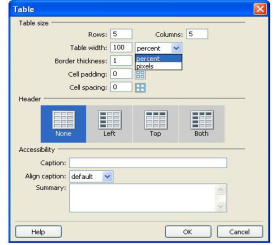 Table
Table size
Rows: 5 Columns: 5
Table width: 100 percent
percent
pixels
Border thickness: 1
Cell padding: 0
Cell spacing: 0
Header
None Left Top Both
Accessibility
Caption:
Align caption: default
Summary:
Help OK Cancel